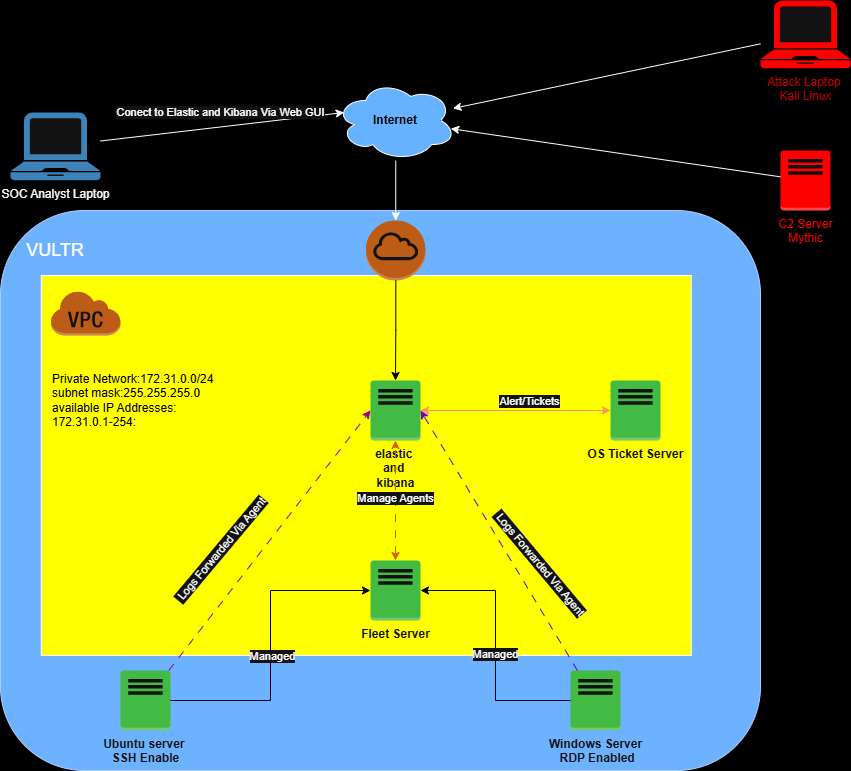 Attack Laptop
Kali Linux
Conect to Elastic and Kibana Via Web GUI
Internet
SOC Analyst Laptop
C2 Server
Mythic
VULTR
VPC
Private Network:172.31.0.0/24
subnet mask:255.255.255.0
available IP Addresses:
172.31.0.1-254:
Alert/Tickets
elastic
and
kibana
OS Ticket Server
Manage Agents
Logs Forwarded Via Agent
Logs Forwarded Via Agent
Fleet Server
Managed
Managed
Ubuntu server
SSH Enable
Windows Server
RDP Enabled